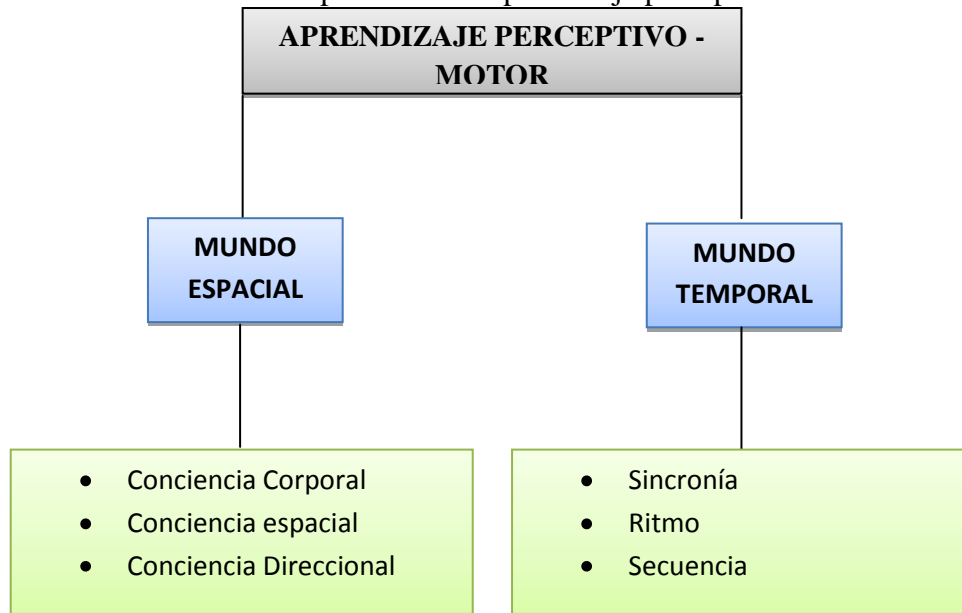 APRENDIZAJE PERCEPTIVO -
MOTOR
MUNDO
ESPACIAL
MUNDO
TEMPORAL
• Conciencia Corporal
• Conciencia espacial
• Conciencia Direccional
• Sincronía
• Ritmo
• Secuencia